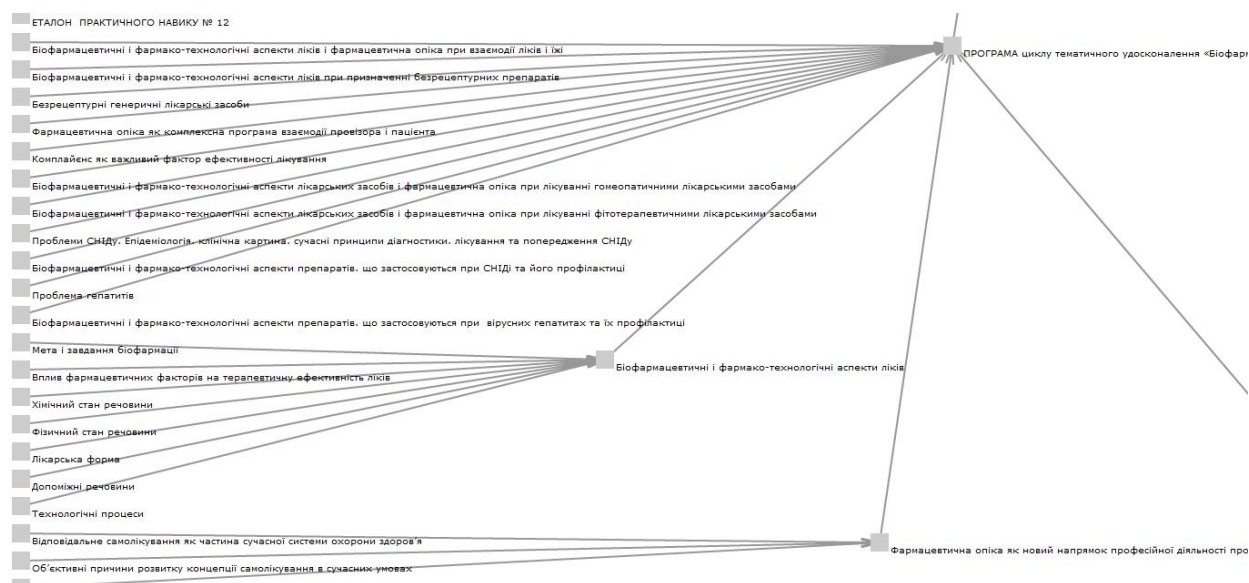 ЕТАЛОН ПРАКТИЧНОГО НАВИКУ № 12
Біофармацевтичні і фармако-технологічні аспекти ліків і фармацевтична опіка при взаємодії ліків і їжі
ПРОГРАМА циклу тематичного удосконалення «Біофарм
Біофармацевтичні і фармако-технологічні аспекти ліків при призначенні безрецептурних препаратів
Безрецептурні генеричні лікарські засоби
Фармацевтична опіка як комплексна програма взаємодії провізора і пацієнта
Комплайєнс як важливий фактор ефективності лікування
Біофармацевтичні і фармако-технологічні аспекти лікарських засобів і фармацевтична опіка при лікуванні гомеопатичними лікарськими засобами
Біофармацевтичні і фармако-технологічні аспекти лікарських засобів і фармацевтична опіка при лікуванні фітотерапевтичними лікарськими засобами
Проблеми СНІДу. Епідеміологія. клінічна картина. сучасні принципи діагностики. лікування та попередження СНІДу
Біофармацевтичні і фармако-технологічні аспекти препаратів. що застосовуються при СНІДі та його профілактиці
Проблема гепатитів
Біофармацевтичні і фармако-технологічні аспекти препаратів. що застосовуються при вірусних гепатитах та їх профілактиці
Мета і завдання біофармації
Біофармацевтичні і фармако-технологічні аспекти ліків
Вплив фармацевтичних факторів на терапевтичну ефективність ліків
Хімічний стан речовини
Фізичний стан речовини
Лікарська форма
Допоміжні речовини
Технологічні процеси
Відповідальне самолікування як частина сучасної системи охорони здоров'я
Фармацевтична опіка як новий напрямок професійної діяльності про
Об'єктивні причини розвитку концепції самолікування в сучасних умовах